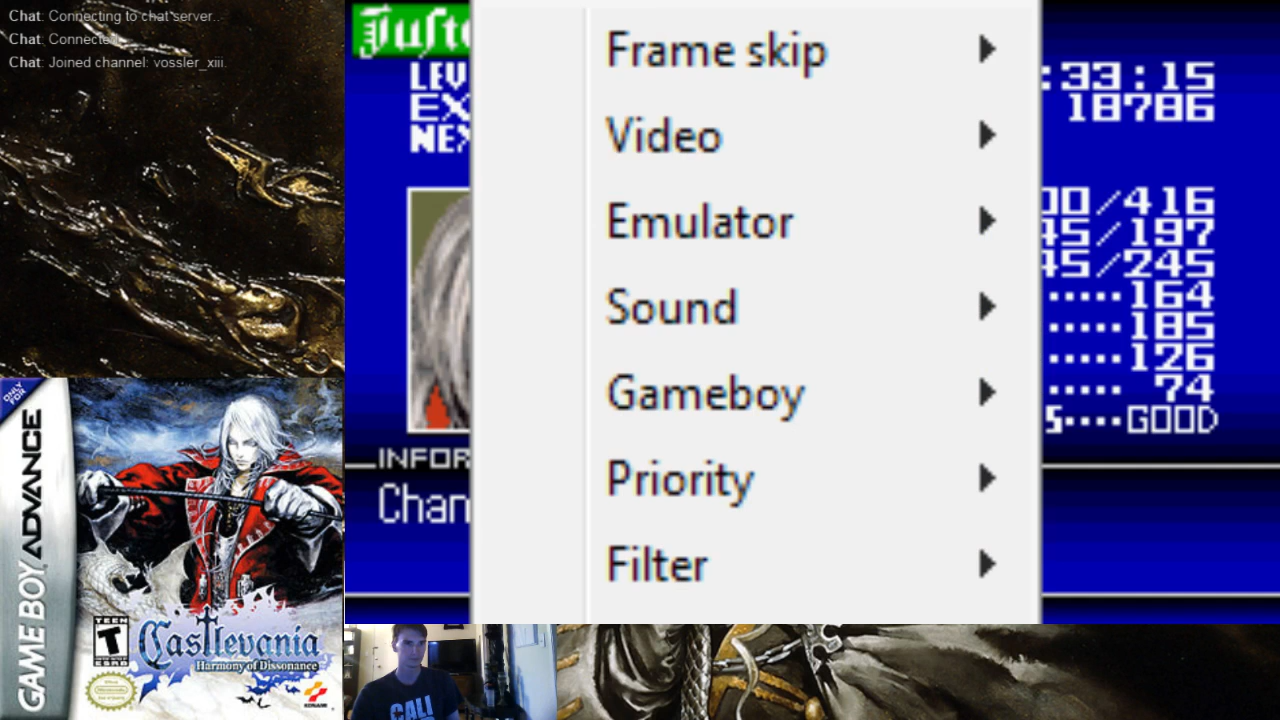 Chat: Connecting to chat server..
Chat: Connected
Chat: Joined channel: vossler_xiii.
Juste
LEV
EX
NEX
:33:15
18786
00/416
45/197
45/245
164
185
126
74
S····GOOD
INFOR
Chan
Frame skip
Video
Emulator
Sound
Gameboy
Priority
Filter
ONLY FOR
GAME BOY ADVANCE
TEEN
T
ESRB
Castlevania
Harmony of Dissonance
KONAMI
CALI